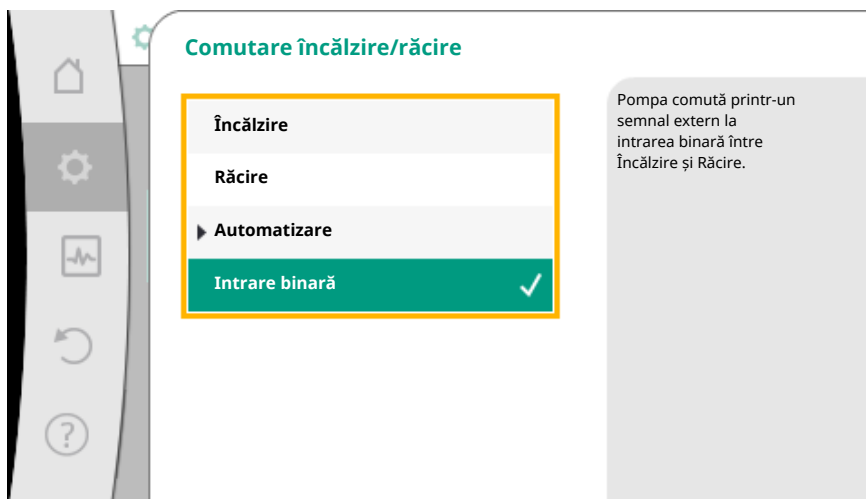 Comutare încălzire/răcire
Încălzire
Răcire
Automatizare
Intrare binară
Pompa comută printr-un
semnal extern la
intrarea binară între
Încălzire și Răcire.
?